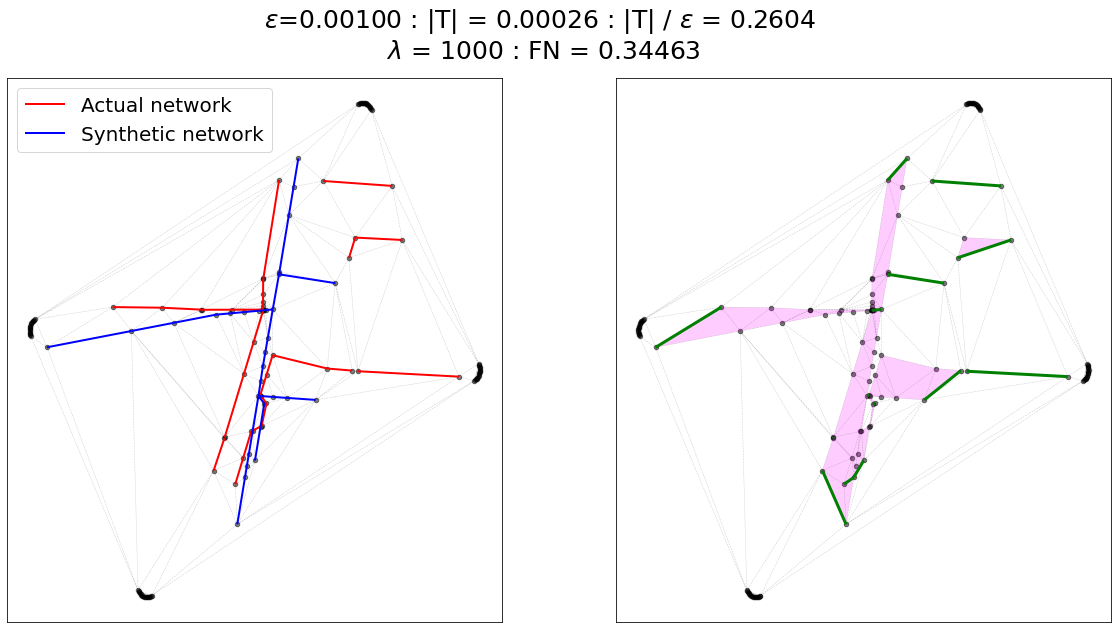 ε=0.00100 : |T| = 0.00026 : |T| / ε = 0.2604
λ = 1000 : FN = 0.34463
Actual network
Synthetic network